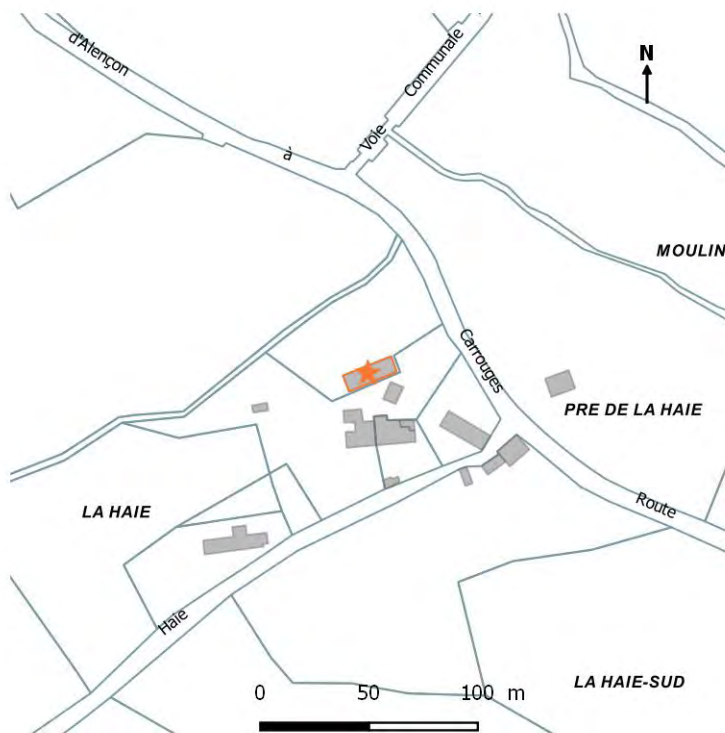 d'Alençon
à
Voie
Communale
N
MOULIN
Carrouges
PRE DE LA HAIE
LA HAIE
Route
Haie
LA HAIE-SUD
0 50 100 m